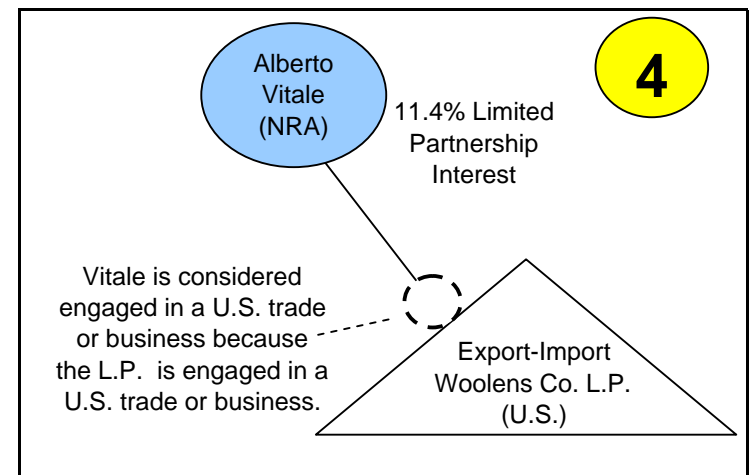 Alberto
Vitale
(NRA)
4
11.4% Limited
Partnership
Interest
Vitale is considered
engaged in a U.S. trade
or business because
the L.P. is engaged in a
U.S. trade or business.
Export-Import
Woolens Co. L.P.
(U.S.)